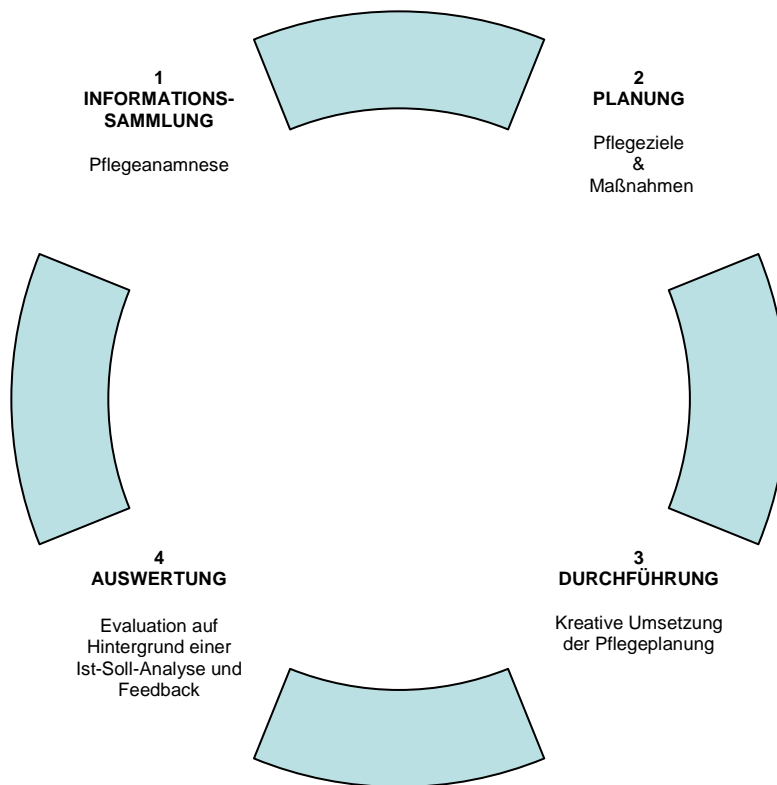 1
INFORMATIONS-
SAMMLUNG
Pflegeanamnese
2
PLANUNG
Pflegeziele
&
Maßnahmen
3
DURCHFÜHRUNG
Kreative Umsetzung
der Pflegeplanung
4
AUSWERTUNG
Evaluation auf
Hintergrund einer
Ist-Soll-Analyse und
Feedback